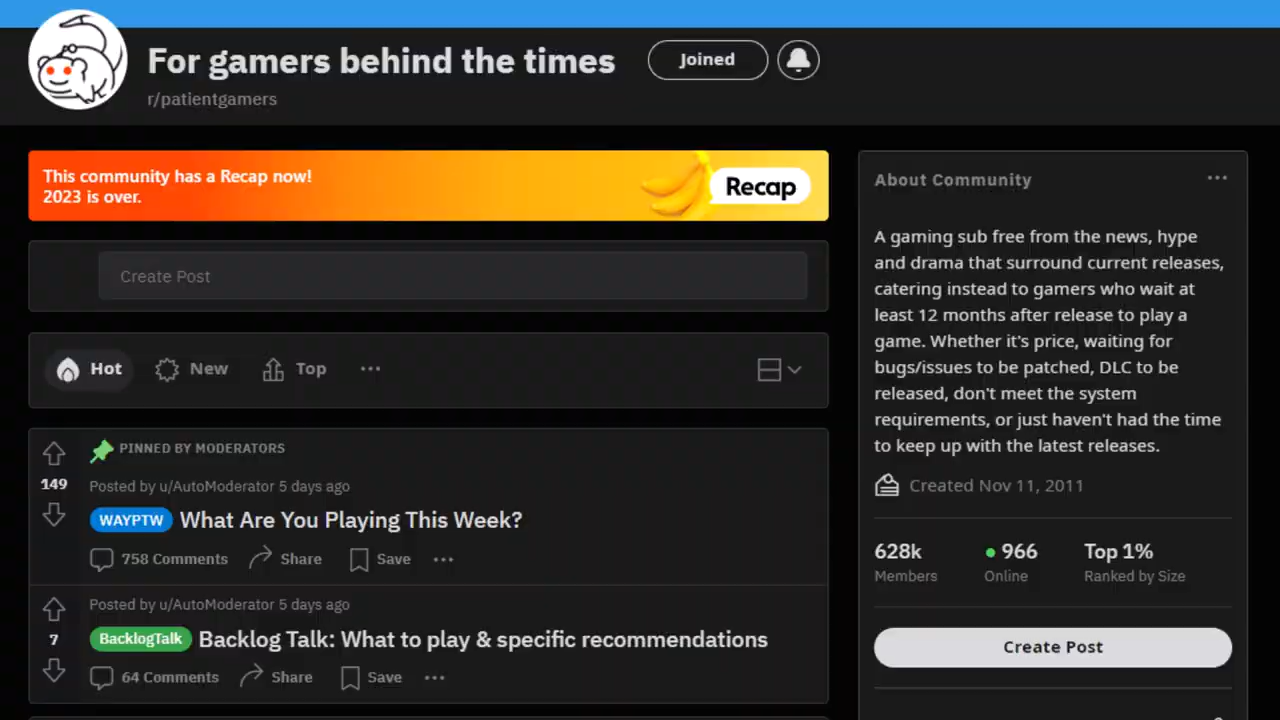 For gamers behind the times
Joined
r/patientgamers
This community has a Recap now!
2023 is over.
Recap
Create Post
Hot
New
Top
PINNED BY MODERATORS
149
Posted by u/AutoModerator 5 days ago
WAYPTW What Are You Playing This Week?
758 Comments Share Save
Posted by u/AutoModerator 5 days ago
7
BacklogTalk Backlog Talk: What to play & specific recommendations
64 Comments Share Save
About Community
A gaming sub free from the news, hype
and drama that surround current releases,
catering instead to gamers who wait at
least 12 months after release to play a
game. Whether it's price, waiting for
bugs/issues to be patched, DLC to be
released, don't meet the system
requirements, or just haven't had the time
to keep up with the latest releases.
Created Nov 11, 2011
628k 966 Top 1%
Members Online Ranked by Size
Create Post